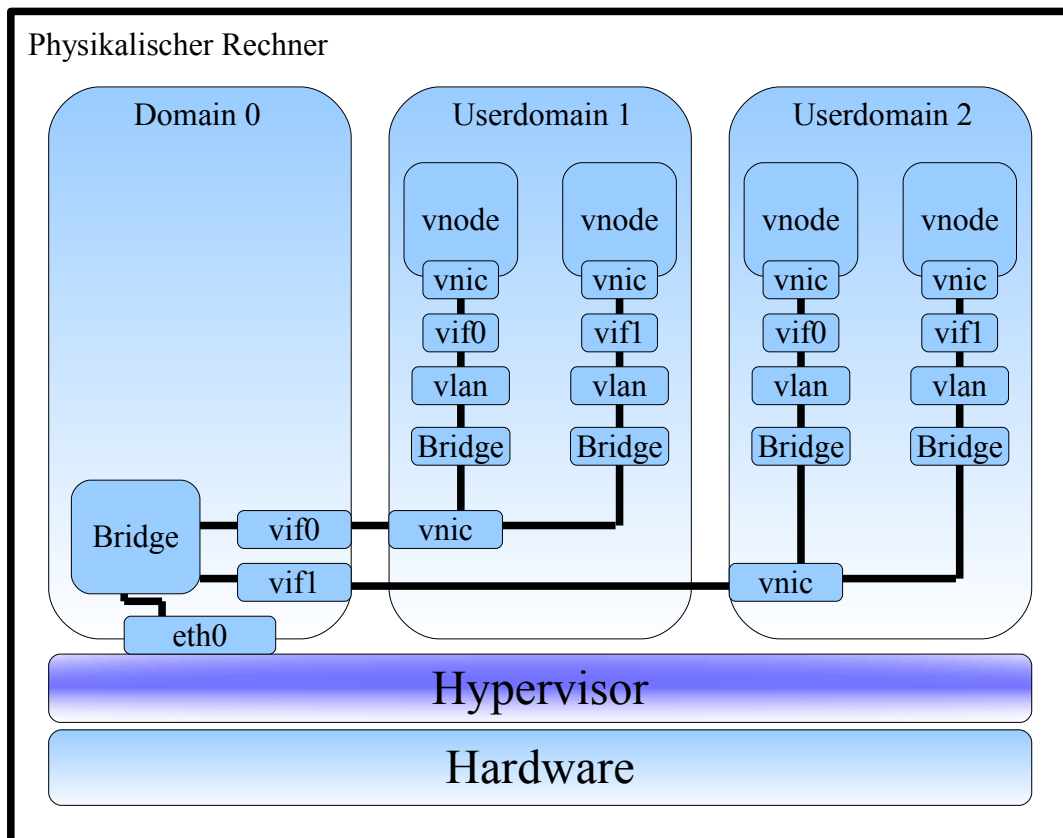 Physikalischer Rechner
Domain 0
Userdomain 1
Userdomain 2
vnode
vnode
vnode
vnode
vnic
vnic
vnic
vnic
vif0
vif1
vif0
vif1
vlan
vlan
vlan
vlan
Bridge
Bridge
Bridge
Bridge
Bridge
vif0
vnic
vif1
vnic
eth0
Hypervisor
Hardware